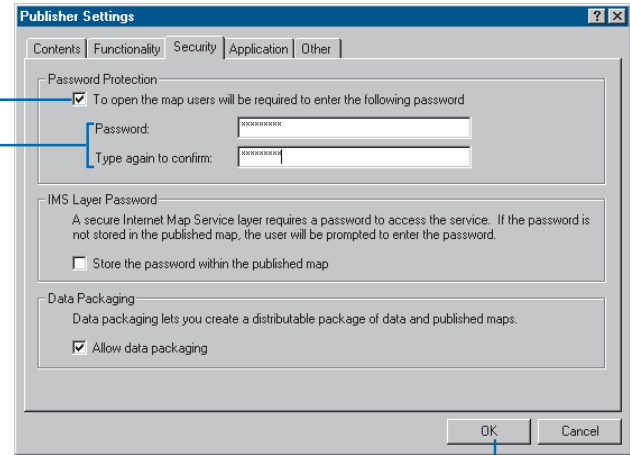 Publisher Settings
Contents Functionality Security Application Other
Password Protection
To open the map users will be required to enter the following password
Password: *********
Type again to confirm: *********
IMS Layer Password
A secure Internet Map Service layer requires a password to access the service. If the password is
not stored in the published map, the user will be prompted to enter the password.
Store the password within the published map
Data Packaging
Data packaging lets you create a distributable package of data and published maps.
Allow data packaging
OK Cancel